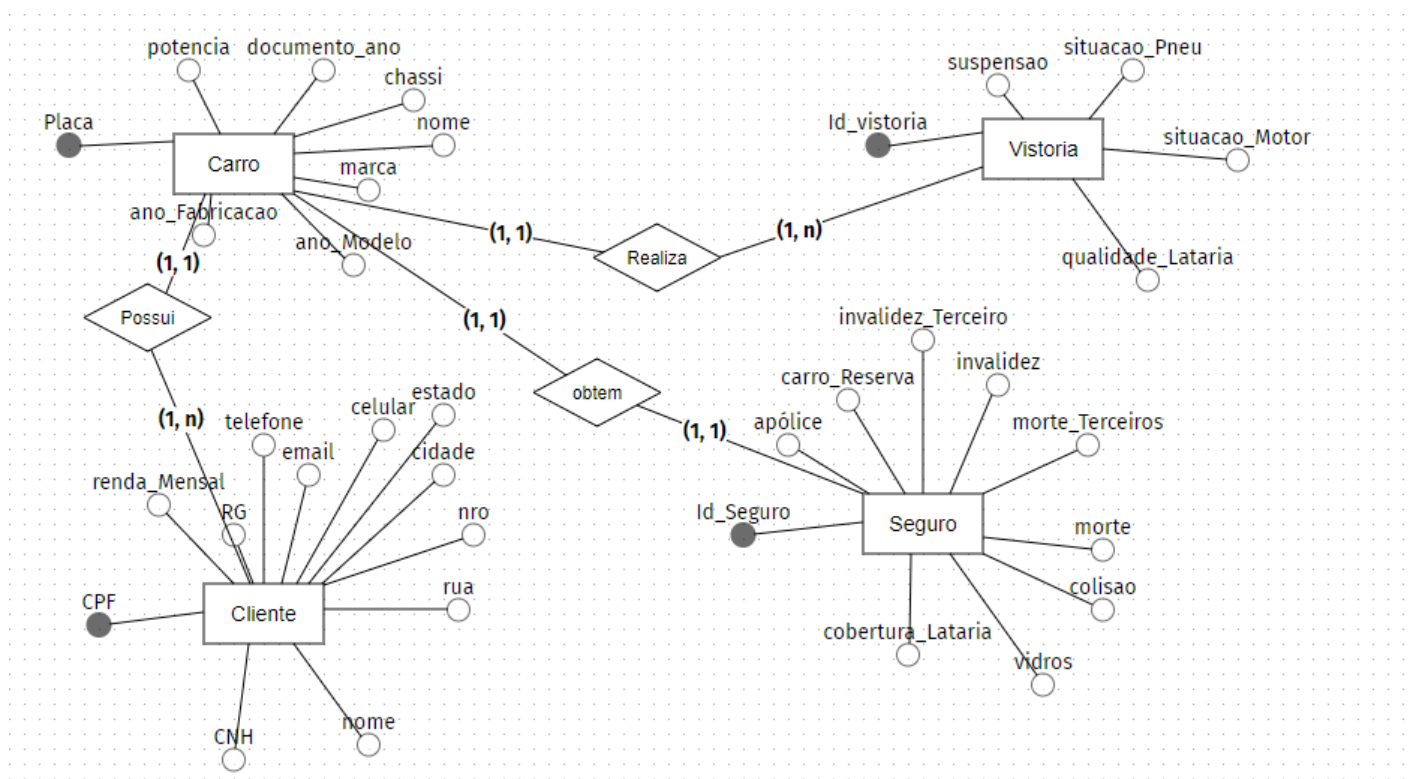 potencia
documento_ano
chassi
Placa
nome
Carro
marca
ano_Fabricacao
ano_Modelo
(1, 1)
(1, 1)
Realiza
(1, n)
suspensao
situacao_Pneu
Id_vistoria
Vistoria
situacao_Motor
qualidade_Lataria
Possui
(1, 1)
obtem
(1, 1)
(1, n)
telefone
celular
estado
email
cidade
renda_Mensal
RG
nro
rua
CPF
Cliente
CNH
nome
invalidez_Terceiro
carro_Reserva
invalidez
apólice
morte_Terceiros
Id_Seguro
Seguro
morte
colisao
cobertura_Lataria
vidros